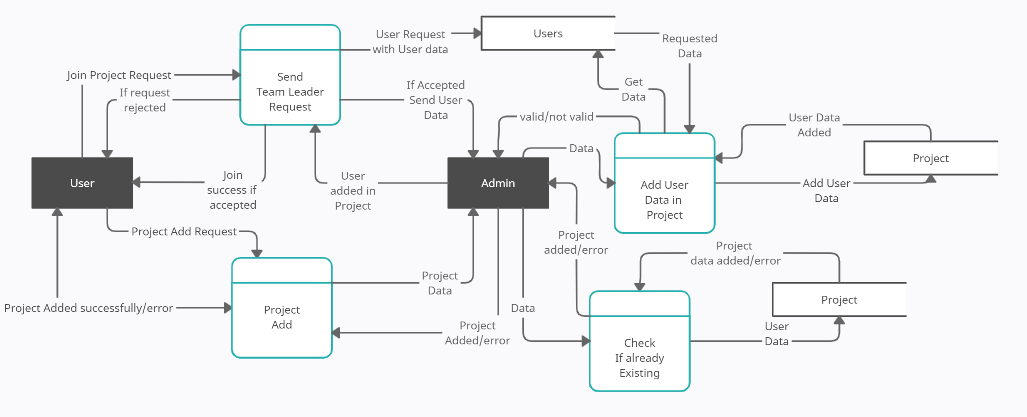 User Request
with User data
Users
Requested
Data
Join Project Request
Send
Team Leader
Request
If request
rejected
If Accepted
Send User
Data
Get
Data
valid/not valid
User Data
Added
Data
Project
User
Join
success if
accepted
User
added in
Project
Admin
Add User
Data in
Project
Add User
Data
Project Add Request
Project
added/error
Project
data added/error
Project
Data
Project Added successfully/error
Project
Add
Data
Project
Project
Added/error
Check
If already
Existing
User
Data